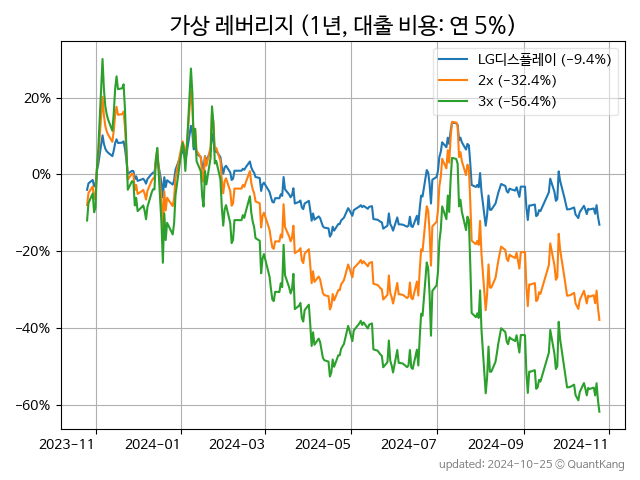 가상 레버리지 (1년, 대출 비용: 연 5%)
LG디스플레이 (−9.4%)
2x (−32.4%)
3x (−56.4%)
20%
0%
−20%
−40%
−60%
2023-11 2024-01 2024-03 2024-05 2024-07 2024-09 2024-11
updated: 2024-10-25 ⓒ QuantKang